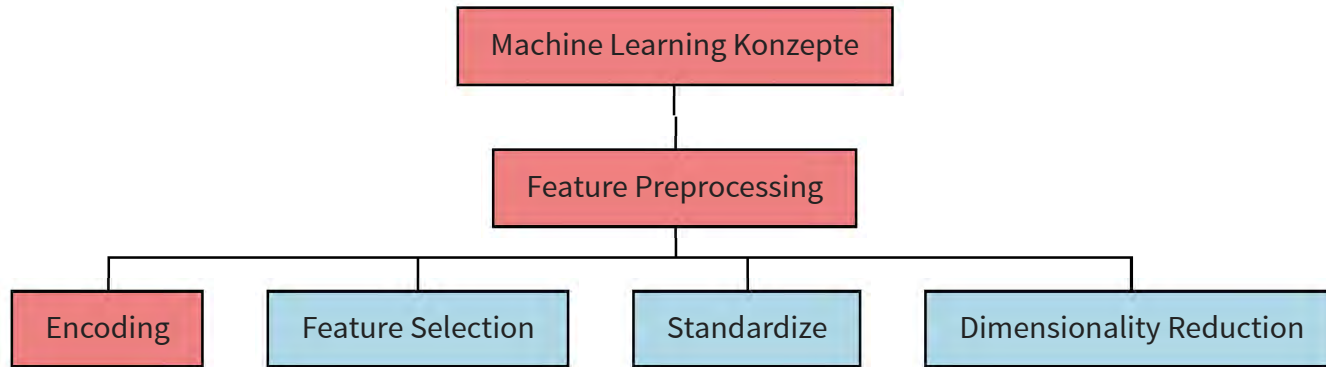 Machine Learning Konzepte
Feature Preprocessing
Encoding
Feature Selection
Standardize
Dimensionality Reduction